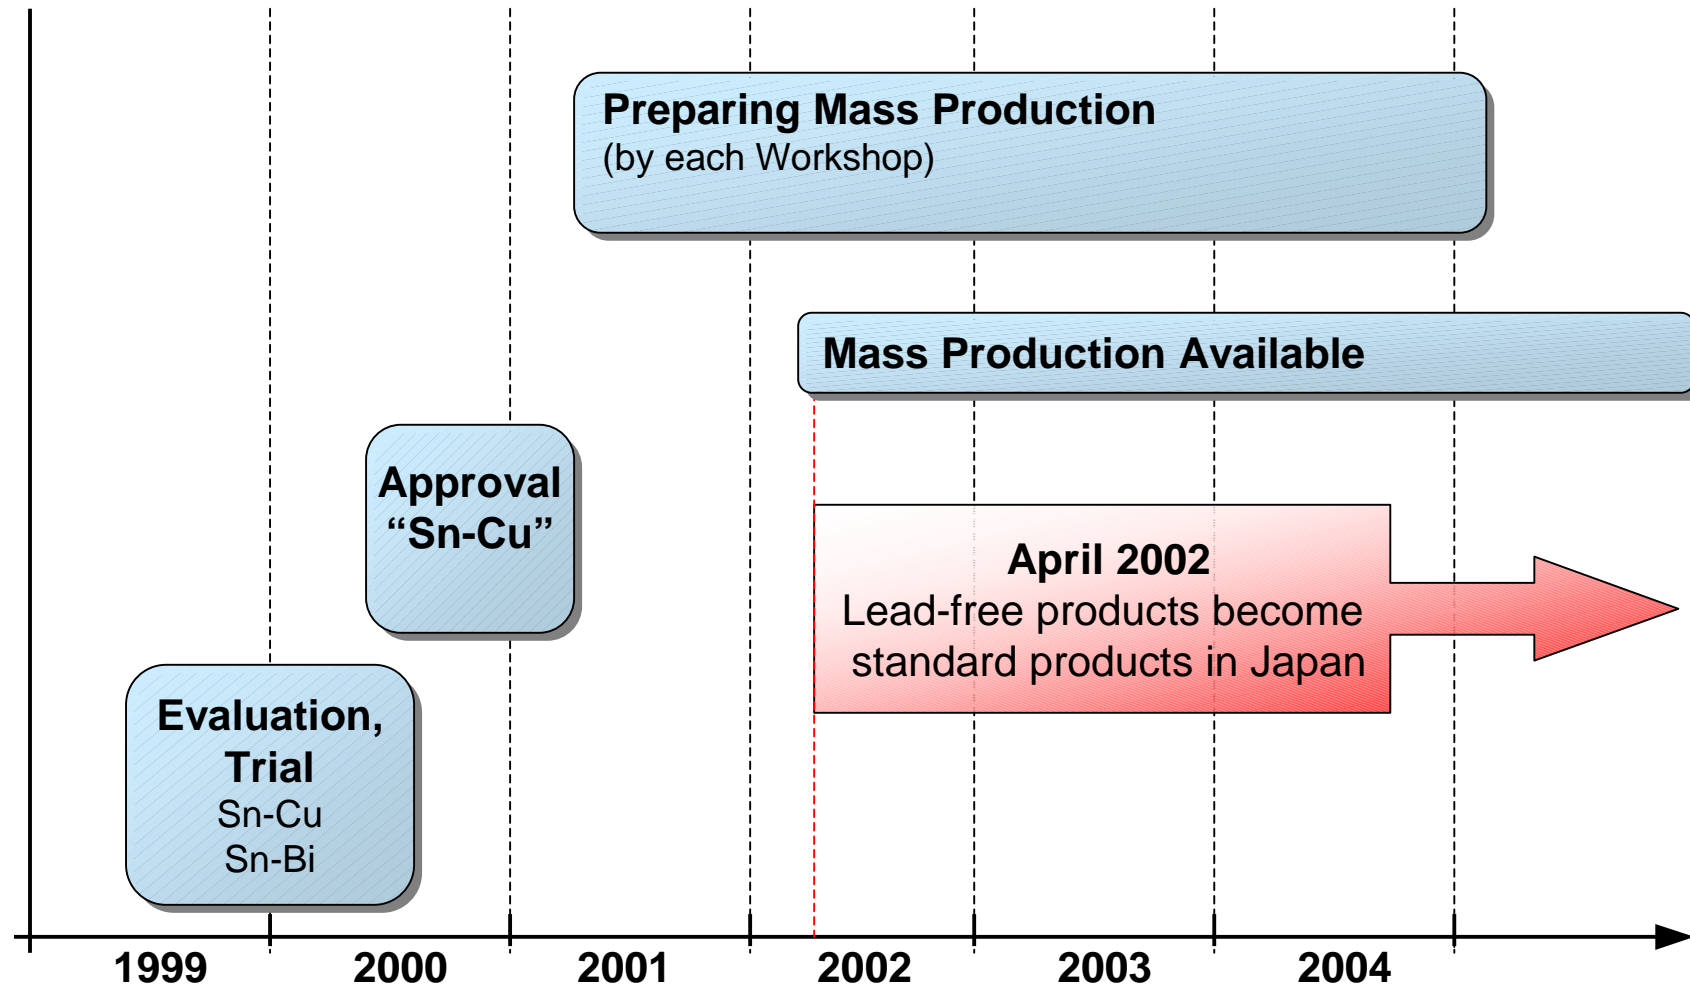 Preparing Mass Production
(by each Workshop)
Mass Production Available
Approval
“Sn-Cu”
April 2002
Lead-free products become
standard products in Japan
Evaluation,
Trial
Sn-Cu
Sn-Bi
1999
2000
2001
2002
2003
2004